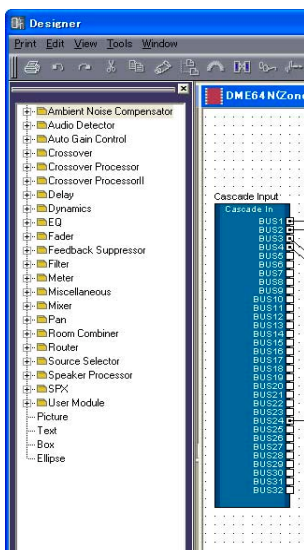 Designer
Print Edit View Tools Window
DME64N(Zone
Ambient Noise Compensator
Audio Detector
Auto Gain Control
Crossover
Crossover Processor
Crossover ProcessorII
Delay
Dynamics
EQ
Fader
Feedback Suppressor
Filter
Meter
Miscellaneous
Mixer
Pan
Room Combiner
Router
Source Selector
Speaker Processor
SPX
User Module
Picture
Text
Box
Ellipse
Cascade Input
Cascade In
BUS1
BUS2
BUS3
BUS4
BUS5
BUS6
BUS7
BUS8
BUS9
BUS10
BUS11
BUS12
BUS13
BUS14
BUS15
BUS16
BUS17
BUS18
BUS19
BUS20
BUS21
BUS22
BUS23
BUS24
BUS25
BUS26
BUS27
BUS28
BUS29
BUS30
BUS31
BUS32